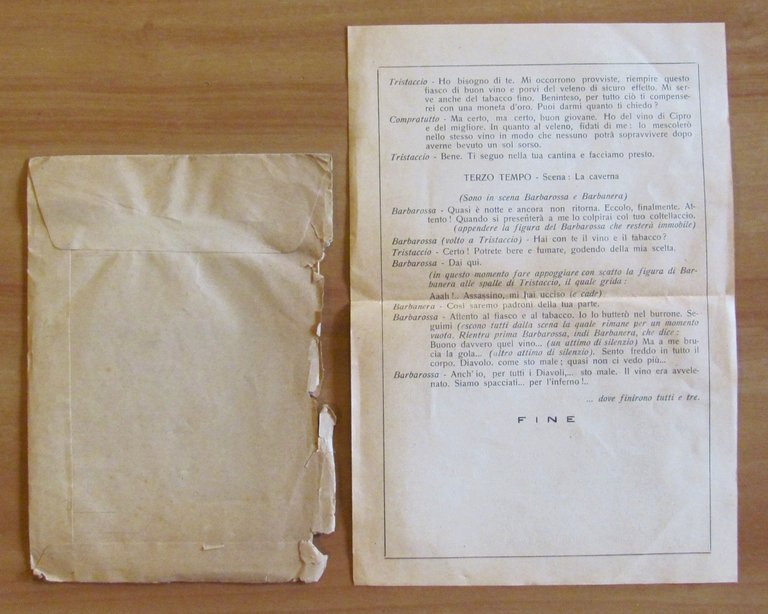 Tristaccio - Ho bisogno di te. Mi occorrono provviste, riempire questo
fiasco di buon vino e porvi del veleno di sicuro effetto. Mi ser-
ve anche del tabacco fino. Beninteso, per tutto ciò ti compense-
rei con una moneta d'oro. Puoi darmi quanto ti chiedo?
Compratutto - Ma certo, ma certo, buon giovane. Ho del vino di Cipro
e del migliore. In quanto al veleno, fidati di me: lo mescolerò
nello stesso vino in modo che nessuno potrà sopravvivere dopo
averne bevuto un sol sorso.
Tristaccio - Bene. Ti seguo nella tua cantina e facciamo presto.
TERZO TEMPO - Scena: La caverna
(Sono in scena Barbarossa e Barbanera)
Barbarossa - Quasi è notte e ancora non ritorna. Eccolo, finalmente. At-
tento! Quando si presenterà a me lo colpirai col tuo coltellaccio.
(appendere la figura del Barbarossa che resterà immobile)
Barbarossa (volto a Tristaccio) - Hai con te il vino e il tabacco?
Tristaccio - Certo! Potrete bere e fumare, godendo della mia scelta.
Barbarossa - Dai qui.
(in questo momento fare appoggiare con scatto la figura di Bar-
banera alle spalle di Tristaccio, il quale grida:
Aaah!.. Assassino, mi hai ucciso (e cade)
Barbanera - Così saremo padroni della tua parte.
Barbarossa - Attento al fiasco e al tabacco. Io lo butterò nel burrone. Se-
guimi (escono tutti dalla scena la quale rimane per un momento
vuota. Rientra prima Barbarossa, indi Barbanera, che dice:
Buono davvero quel vino... (un attimo di silenzio) Ma a me bru-
cia la gola... (altro attimo di silenzio). Sento freddo in tutto il
corpo. Diavolo. come sto male; quasi non ci vedo più...
Barbarossa - Anch'io, per tutti i Diavoli,... sto male. Il vino era avvele-
nato. Siamo spacciati... per l'inferno!..
... dove finirono tutti e tre.
FINE